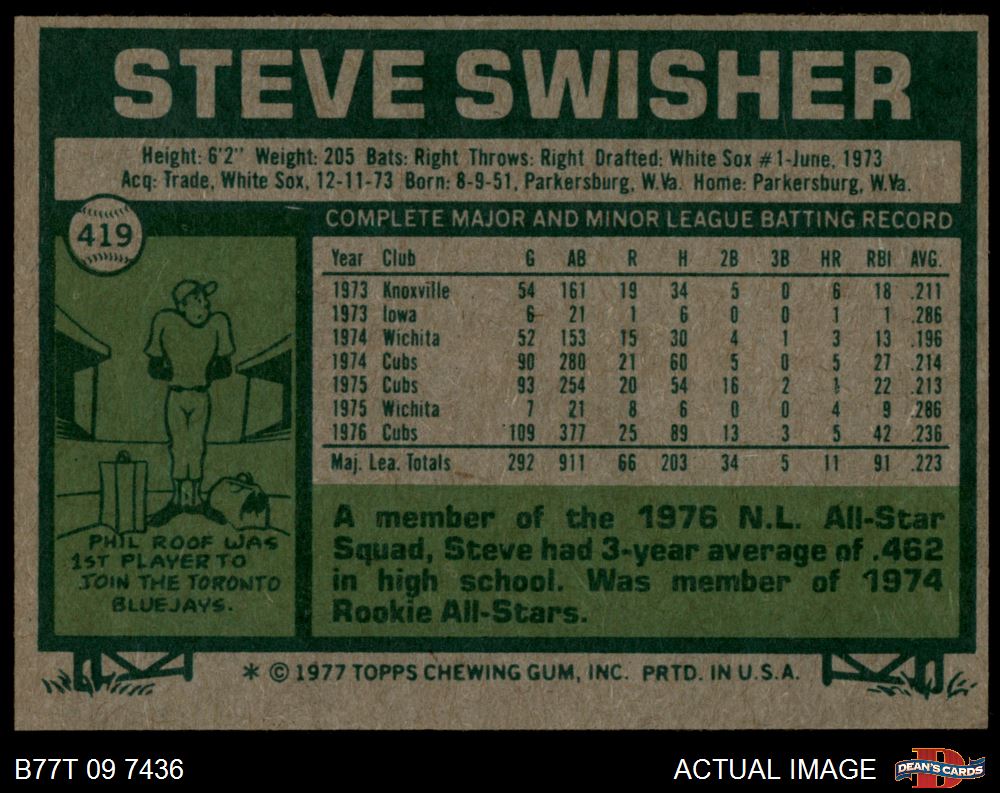 STEVE SWISHER
Height: 6'2" Weight: 205 Bats: Right Throws: Right Drafted: White Sox #1-June, 1973
Acq: Trade, White Sox, 12-11-73 Born: 8-9-51, Parkersburg, W.Va. Home: Parkersburg, W.Va.
419
COMPLETE MAJOR AND MINOR LEAGUE BATTING RECORD
Year Club G AB R H 2B 3B HR RBI AVG.
1973 Knoxville 54 161 19 34 5 0 6 18 .211
1973 Iowa 6 21 1 6 0 0 1 1 .286
1974 Wichita 52 153 15 30 4 1 3 13 .196
1974 Cubs 90 280 21 60 5 0 5 27 .214
1975 Cubs 93 254 20 54 16 2 1 22 .213
1975 Wichita 7 21 8 6 0 0 4 9 .286
1976 Cubs 109 377 25 89 13 3 5 42 .236
Maj. Lea. Totals 292 911 66 203 34 5 11 91 .223
A member of the 1976 N.L. All-Star
Squad, Steve had 3-year average of .462
in high school. Was member of 1974
Rookie All-Stars.
PHIL ROOF WAS
1ST PLAYER TO
JOIN THE TORONTO
BLUEJAYS.
* © 1977 TOPPS CHEWING GUM, INC. PRTD. IN U.S.A.
B77T 09 7436
ACTUAL IMAGE
D
DEAN'S CARDS